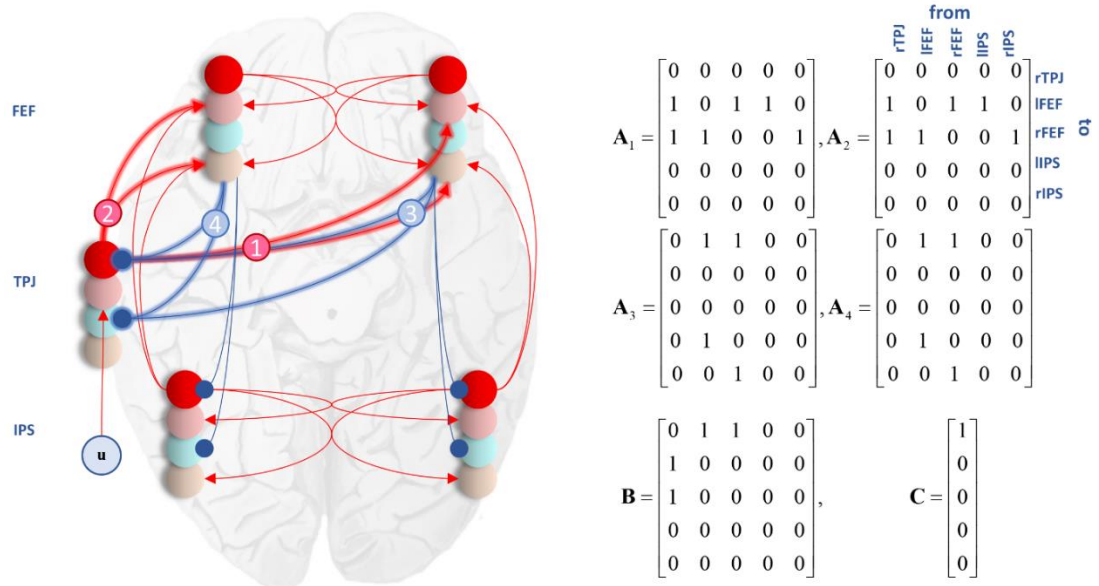 FEF
TPJ
IPS
2
4
3
1
u
from
rTPJ lFEF rFEF lIPS rIPS
to
rTPJ
lFEF
rFEF
lIPS
rIPS
A₁ =
0 0 0 0 0
1 0 1 1 0
1 1 0 0 1
0 0 0 0 0
0 0 0 0 0
, A₂ =
0 0 0 0 0
1 0 1 1 0
1 1 0 0 1
0 0 0 0 0
0 0 0 0 0
A₃ =
0 1 1 0 0
0 0 0 0 0
0 0 0 0 0
0 1 0 0 0
0 0 1 0 0
, A₄ =
0 1 1 0 0
0 0 0 0 0
0 0 0 0 0
0 1 0 0 0
0 0 1 0 0
B =
0 1 1 0 0
1 0 0 0 0
1 0 0 0 0
0 0 0 0 0
0 0 0 0 0
,
C =
1
0
0
0
0